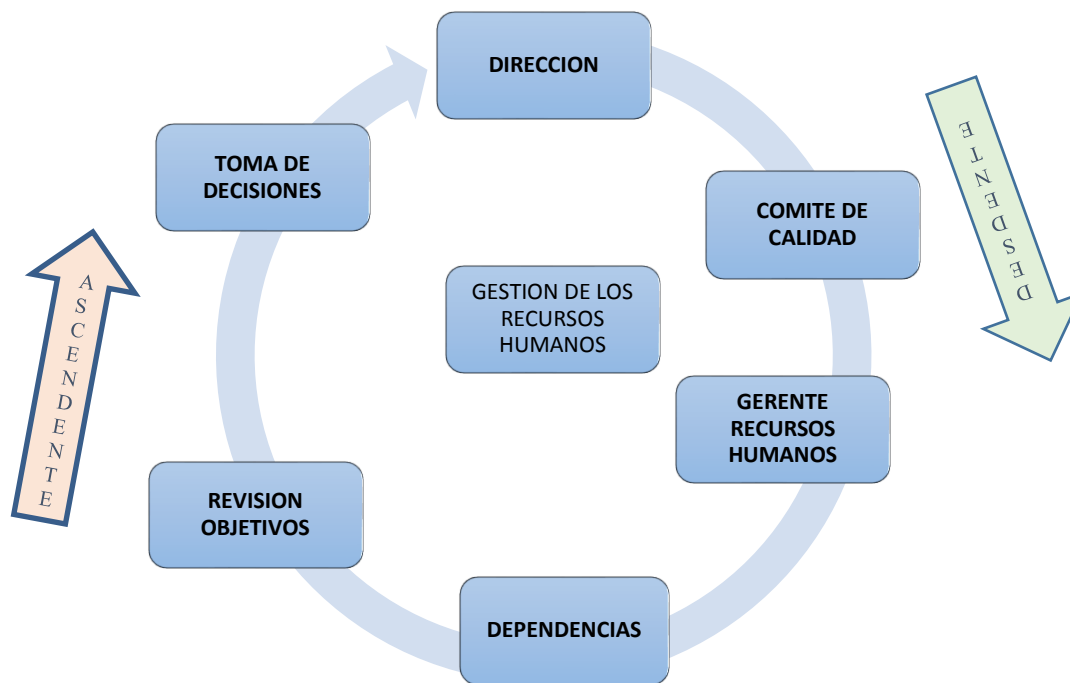 DIRECCION
TOMA DE
DECISIONES
COMITE DE
CALIDAD
DESDENTE
ASCENDENTE
GESTION DE LOS
RECURSOS
HUMANOS
GERENTE
RECURSOS
HUMANOS
REVISION
OBJETIVOS
DEPENDENCIAS